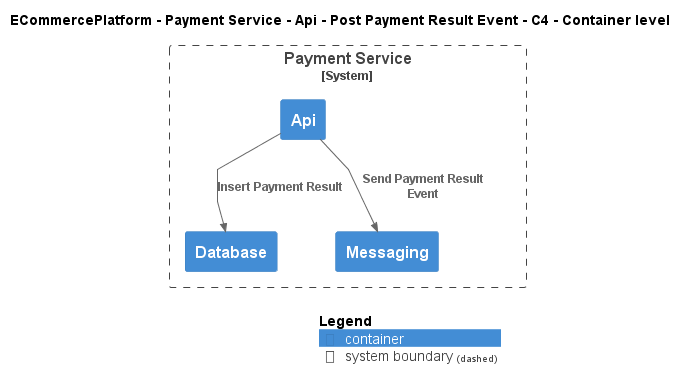 ECommercePlatform - Payment Service - Api - Post Payment Result Event - C4 - Container level
Payment Service
[System]
Api
Insert Payment Result
Send Payment Result
Event
Database
Messaging
Legend
container
system boundary (dashed)